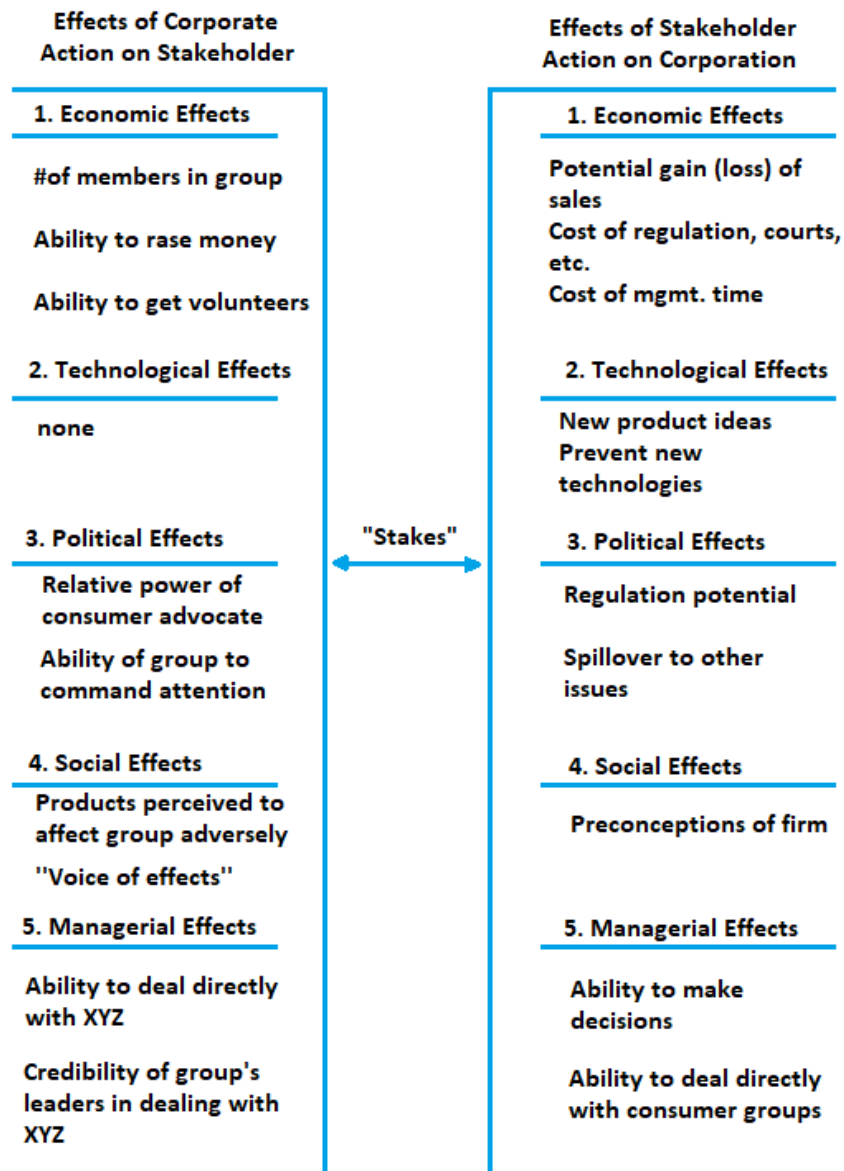 Effects of Corporate
Action on Stakeholder
1. Economic Effects
#of members in group
Ability to rase money
Ability to get volunteers
2. Technological Effects
none
3. Political Effects
Relative power of
consumer advocate
Ability of group to
command attention
4. Social Effects
Products perceived to
affect group adversely
"Voice of effects"
5. Managerial Effects
Ability to deal directly
with XYZ
Credibility of group's
leaders in dealing with
XYZ
"Stakes"
Effects of Stakeholder
Action on Corporation
1. Economic Effects
Potential gain (loss) of
sales
Cost of regulation, courts,
etc.
Cost of mgmt. time
2. Technological Effects
New product ideas
Prevent new
technologies
3. Political Effects
Regulation potential
Spillover to other
issues
4. Social Effects
Preconceptions of firm
5. Managerial Effects
Ability to make
decisions
Ability to deal directly
with consumer groups